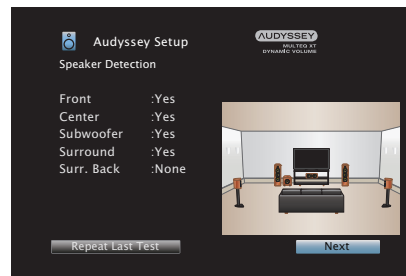 Audyssey Setup
AUDYSSEY
MULTEQ XT
DYNAMIC VOLUME
Speaker Detection
Front :Yes
Center :Yes
Subwoofer :Yes
Surround :Yes
Surr. Back :None
Repeat Last Test
Next